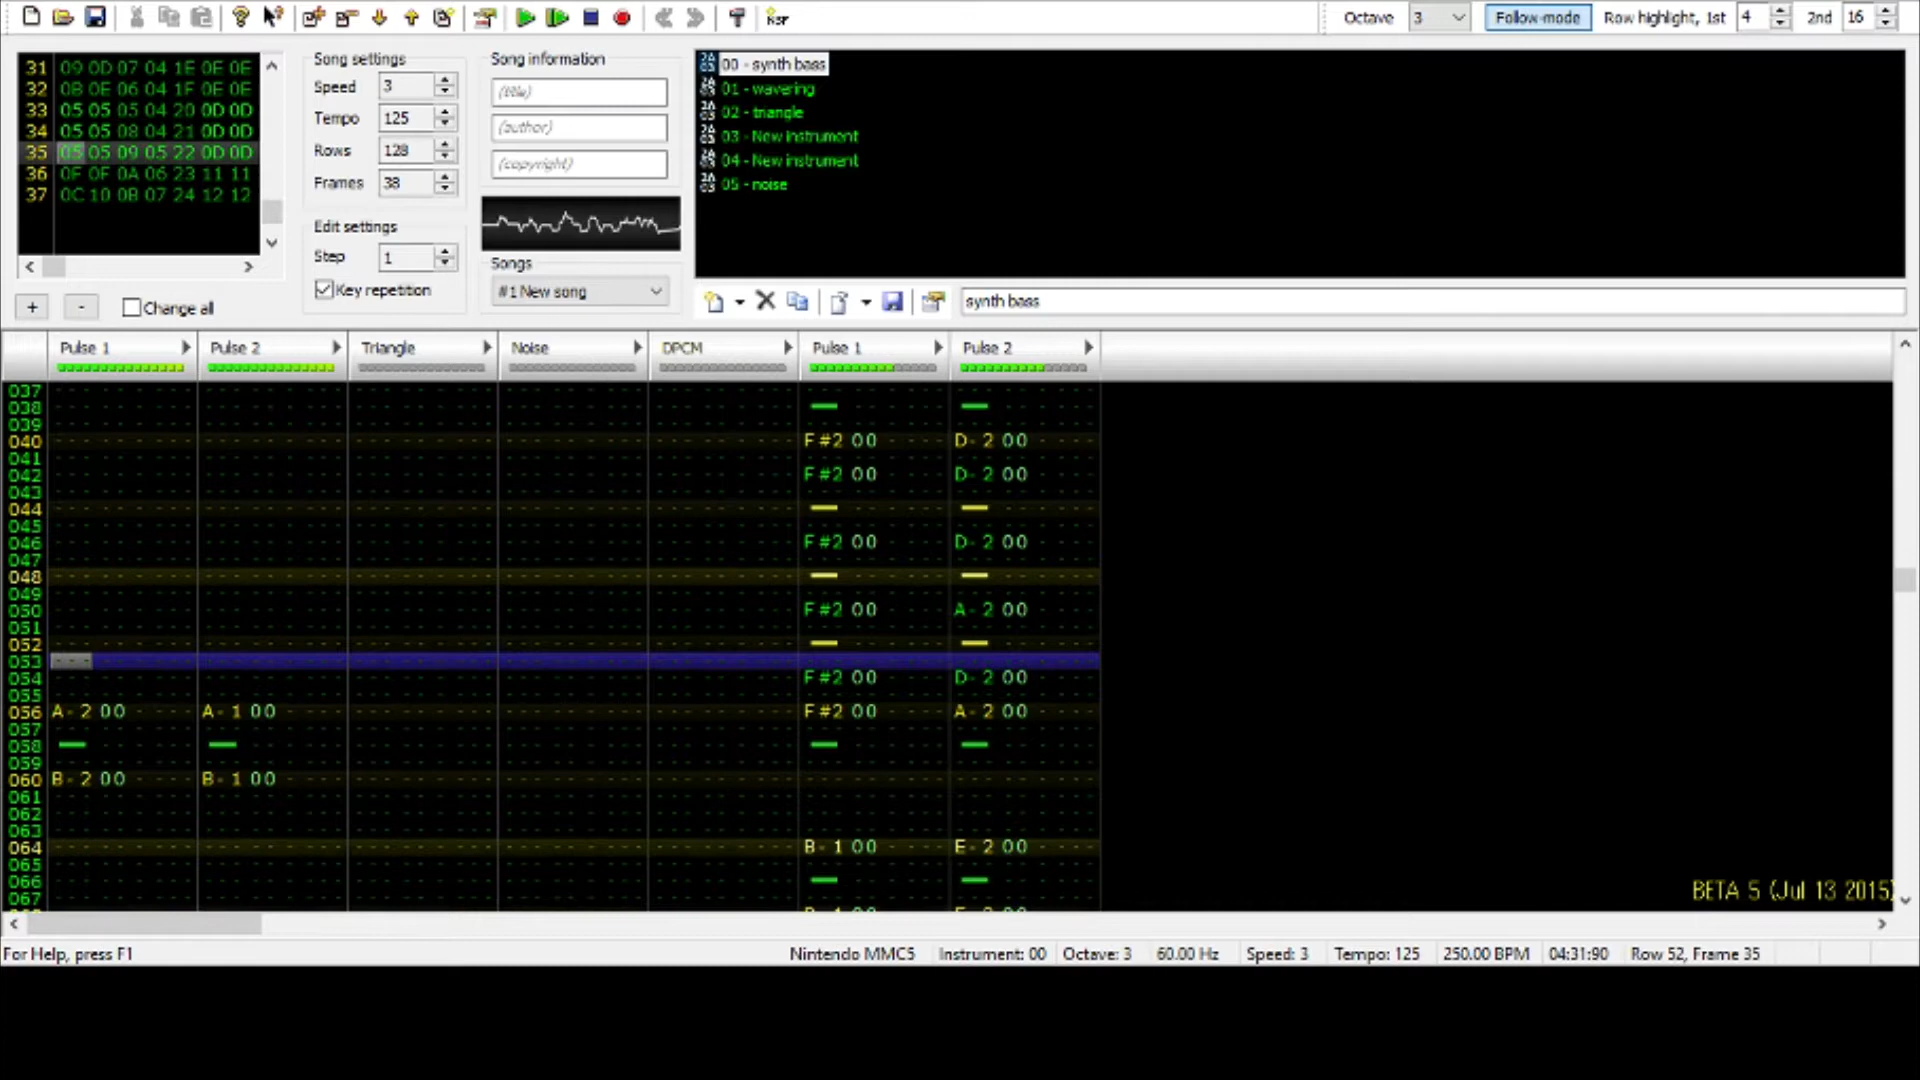 NSF Octave 3 Follow-mode Row highlight, 1st 4 2nd 16
31 09 0D 07 04 1E 0E 0E
32 0B 0E 06 04 1F 0E 0E
33 05 05 05 04 20 0D 0D
34 05 05 08 04 21 0D 0D
35 05 05 09 05 22 0D 0D
36 0F 0F 0A 06 23 11 11
37 0C 10 0B 07 24 12 12
+ - Change all
Song settings
Speed 3
Tempo 125
Rows 128
Frames 38
Edit settings
Step 1
Key repetition
Song information
(title)
(author)
(copyright)
Songs
#1 New song
00 - synth bass
01 - wavering
02 - triangle
03 - New instrument
04 - New instrument
05 - noise
synth bass
Pulse 1 Pulse 2 Triangle Noise DPCM Pulse 1 Pulse 2
037
038
039
040 F#2 00 D-2 00
041
042 F#2 00 D-2 00
043
044
045
046 F#2 00 D-2 00
047
048
049
050 F#2 00 A-2 00
051
052
053
054 F#2 00 D-2 00
055
056 A-2 00 A-1 00 F#2 00 A-2 00
057
058
059
060 B-2 00 B-1 00
061
062
063
064 B-1 00 E-2 00
065
066
067
BETA 5 (Jul 13 2015)
For Help, press F1 Nintendo MMC5 Instrument: 00 Octave: 3 60.00 Hz Speed: 3 Tempo: 125 250.00 BPM 04:31:90 Row 52, Frame 35